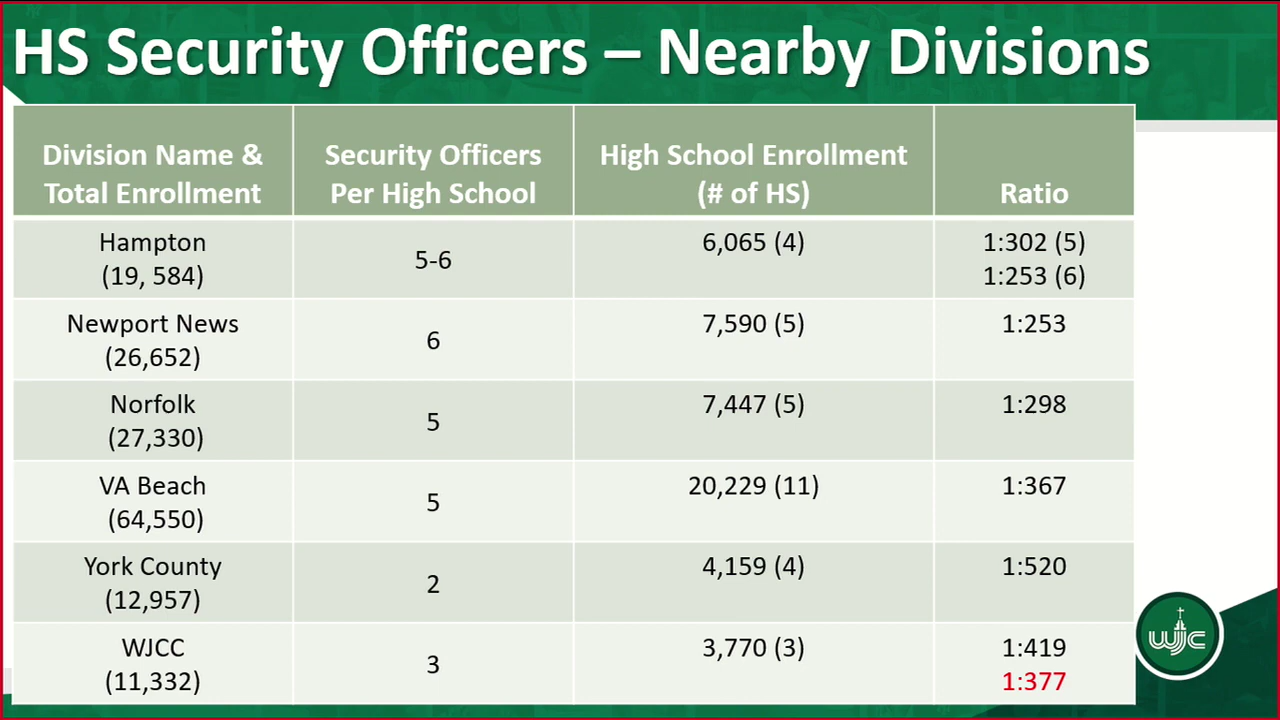 HS Security Officers – Nearby Divisions
Division Name &
Total Enrollment
Security Officers
Per High School
High School Enrollment
(# of HS)
Ratio
Hampton
(19, 584)
5-6
6,065 (4)
1:302 (5)
1:253 (6)
Newport News
(26,652)
6
7,590 (5)
1:253
Norfolk
(27,330)
5
7,447 (5)
1:298
VA Beach
(64,550)
5
20,229 (11)
1:367
York County
(12,957)
2
4,159 (4)
1:520
WJCC
(11,332)
3
3,770 (3)
1:419
1:377
WJC